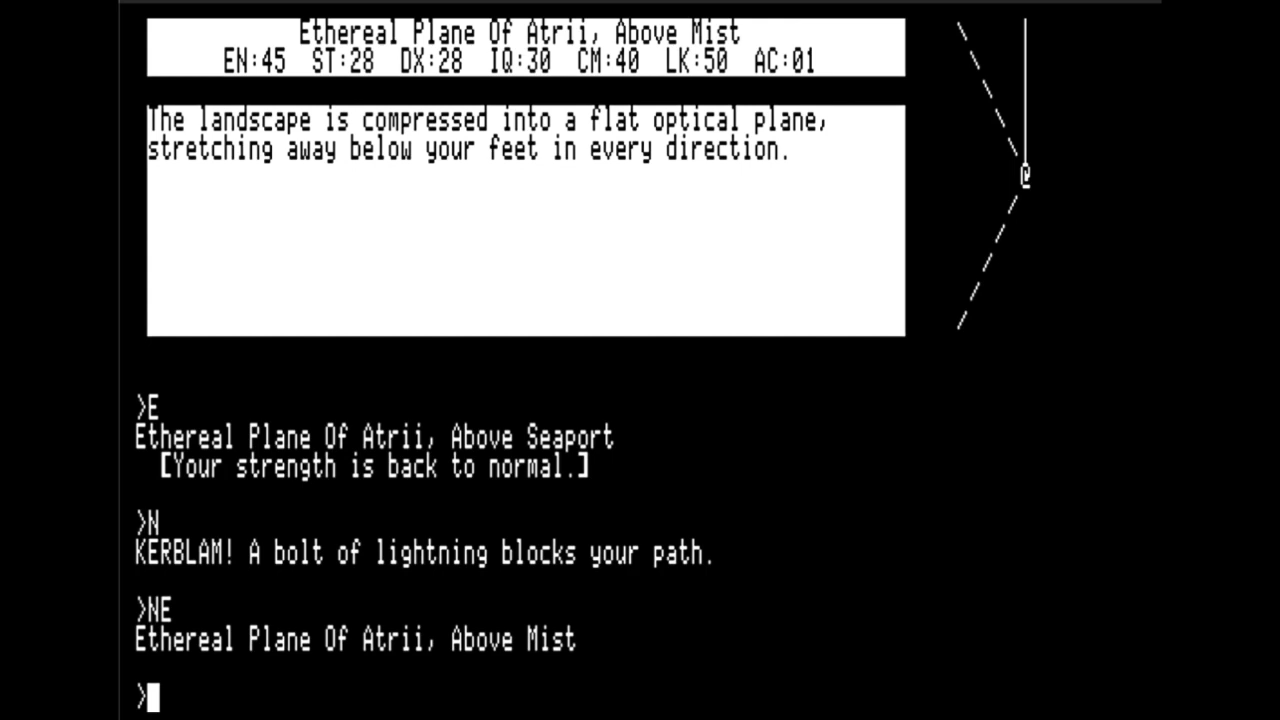 Ethereal Plane Of Atrii, Above Mist
EN:45 ST:28 DX:28 IQ:30 CM:40 LK:50 AC:01
The landscape is compressed into a flat optical plane,
stretching away below your feet in every direction.
@
>E
Ethereal Plane Of Atrii, Above Seaport
[Your strength is back to normal.]
>N
KERBLAM! A bolt of lightning blocks your path.
>NE
Ethereal Plane Of Atrii, Above Mist
>